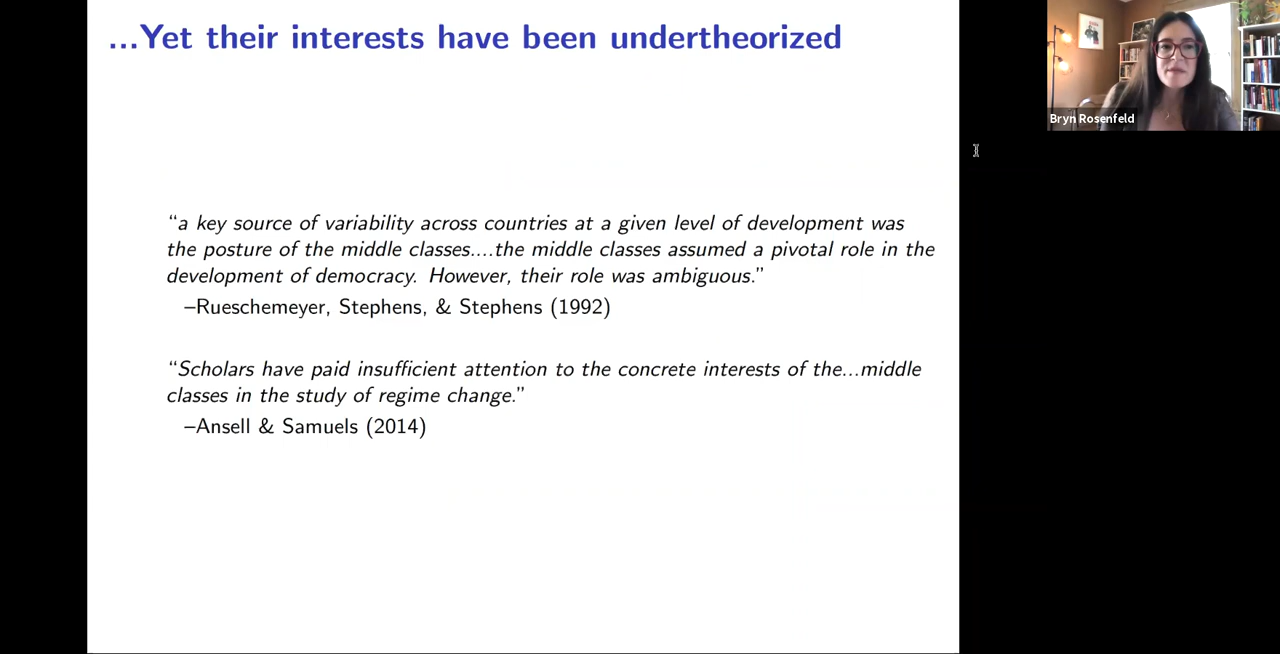 ...Yet their interests have been undertheorized
Bryn Rosenfeld
“a key source of variability across countries at a given level of development was
the posture of the middle classes....the middle classes assumed a pivotal role in the
development of democracy. However, their role was ambiguous.”
–Rueschemeyer, Stephens, & Stephens (1992)
“Scholars have paid insufficient attention to the concrete interests of the...middle
classes in the study of regime change.”
–Ansell & Samuels (2014)